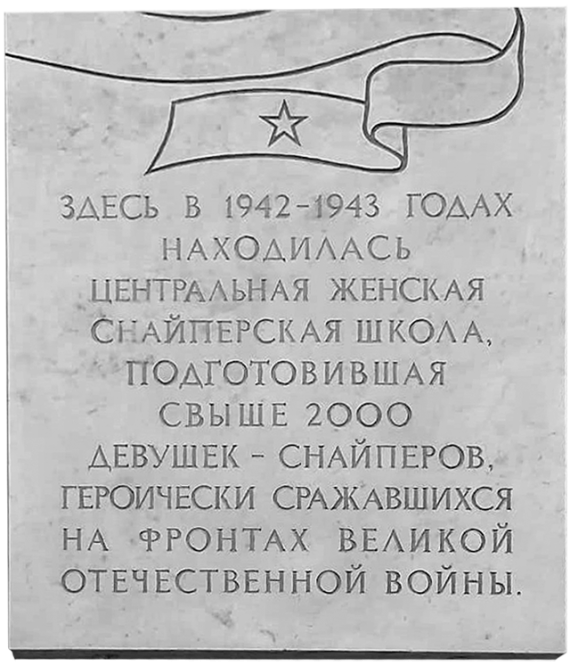 ЗДЕСЬ В 1942-1943 ГОДАХ
НАХОДИЛАСЬ
ЦЕНТРАЛЬНАЯ ЖЕНСКАЯ
СНАЙПЕРСКАЯ ШКОЛА,
ПОДГОТОВИВШАЯ
СВЫШЕ 2000
ДЕВУШЕК - СНАЙПЕРОВ,
ГЕРОИЧЕСКИ СРАЖАВШИХСЯ
НА ФРОНТАХ ВЕЛИКОЙ
ОТЕЧЕСТВЕННОЙ ВОЙНЫ.